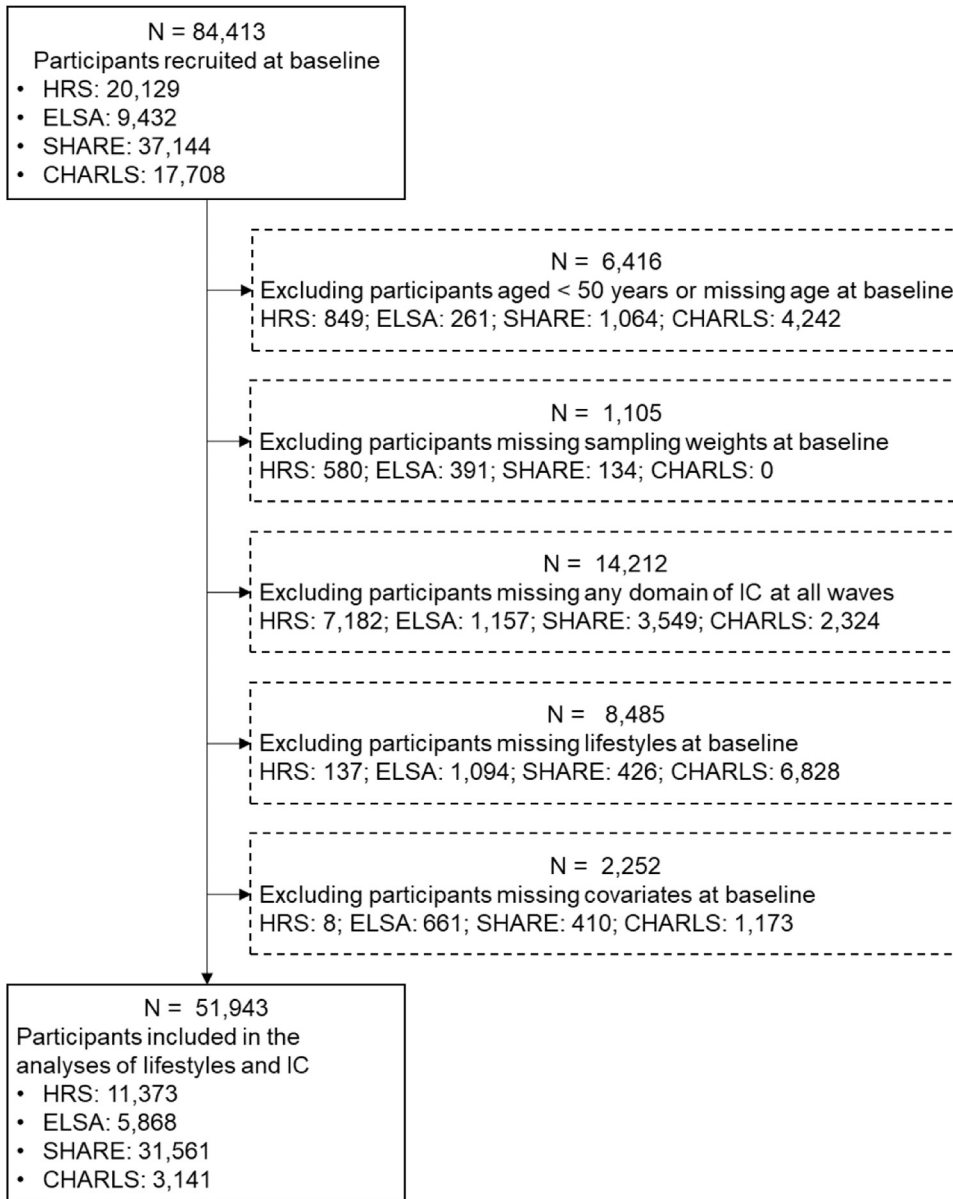 N = 84,413
Participants recruited at baseline
• HRS: 20,129
• ELSA: 9,432
• SHARE: 37,144
• CHARLS: 17,708
N = 6,416
Excluding participants aged < 50 years or missing age at baseline
HRS: 849; ELSA: 261; SHARE: 1,064; CHARLS: 4,242
N = 1,105
Excluding participants missing sampling weights at baseline
HRS: 580; ELSA: 391; SHARE: 134; CHARLS: 0
N = 14,212
Excluding participants missing any domain of IC at all waves
HRS: 7,182; ELSA: 1,157; SHARE: 3,549; CHARLS: 2,324
N = 8,485
Excluding participants missing lifestyles at baseline
HRS: 137; ELSA: 1,094; SHARE: 426; CHARLS: 6,828
N = 2,252
Excluding participants missing covariates at baseline
HRS: 8; ELSA: 661; SHARE: 410; CHARLS: 1,173
N = 51,943
Participants included in the
analyses of lifestyles and IC
• HRS: 11,373
• ELSA: 5,868
• SHARE: 31,561
• CHARLS: 3,141